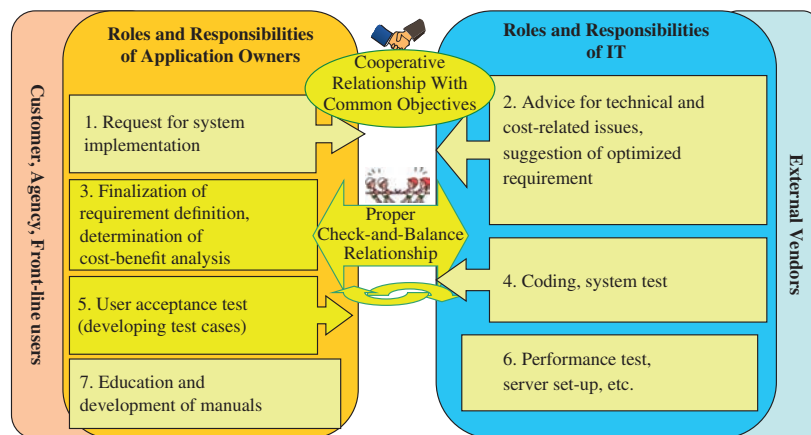 Customer, Agency, Front-line users
Roles and Responsibilities
of Application Owners
1. Request for system
implementation
3. Finalization of
requirement definition,
determination of
cost-benefit analysis
5. User acceptance test
(developing test cases)
7. Education and
development of manuals
Cooperative
Relationship With
Common Objectives
Proper
Check-and-Balance
Relationship
Roles and Responsibilities
of IT
2. Advice for technical and
cost-related issues,
suggestion of optimized
requirement
4. Coding, system test
6. Performance test,
server set-up, etc.
External Vendors